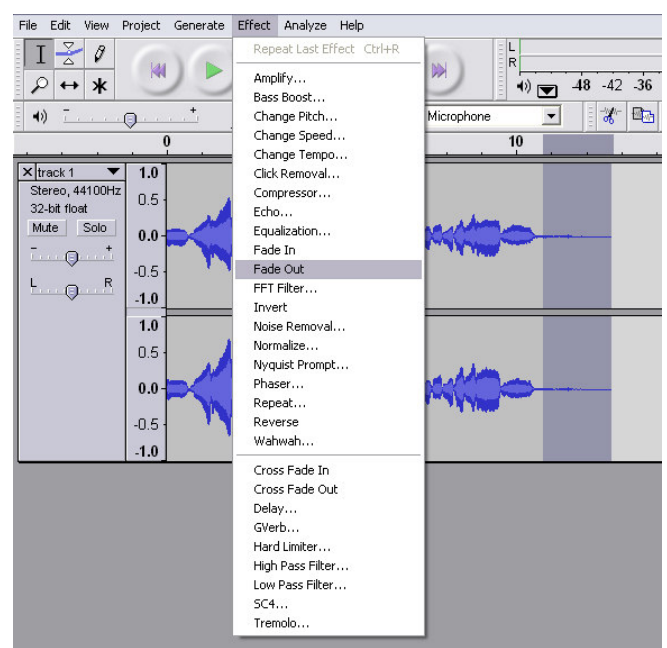 File Edit View Project Generate Effect Analyze Help
Repeat Last Effect Ctrl+R
L
R
-48 -42 -36
Amplify...
Bass Boost...
Change Pitch...
Microphone
Change Speed...
0 10
Change Tempo...
Click Removal...
Compressor...
Echo...
Equalization...
Fade In
Fade Out
FFT Filter...
Invert
Noise Removal...
Normalize...
Nyquist Prompt...
Phaser...
Repeat...
Reverse
Wahwah...
Cross Fade In
Cross Fade Out
Delay...
GVerb...
Hard Limiter...
High Pass Filter...
Low Pass Filter...
SC4...
Tremolo...
X track 1
Stereo, 44100Hz
32-bit float
Mute Solo
- +
L R
1.0
0.5
0.0
-0.5
-1.0
1.0
0.5
0.0
-0.5
-1.0